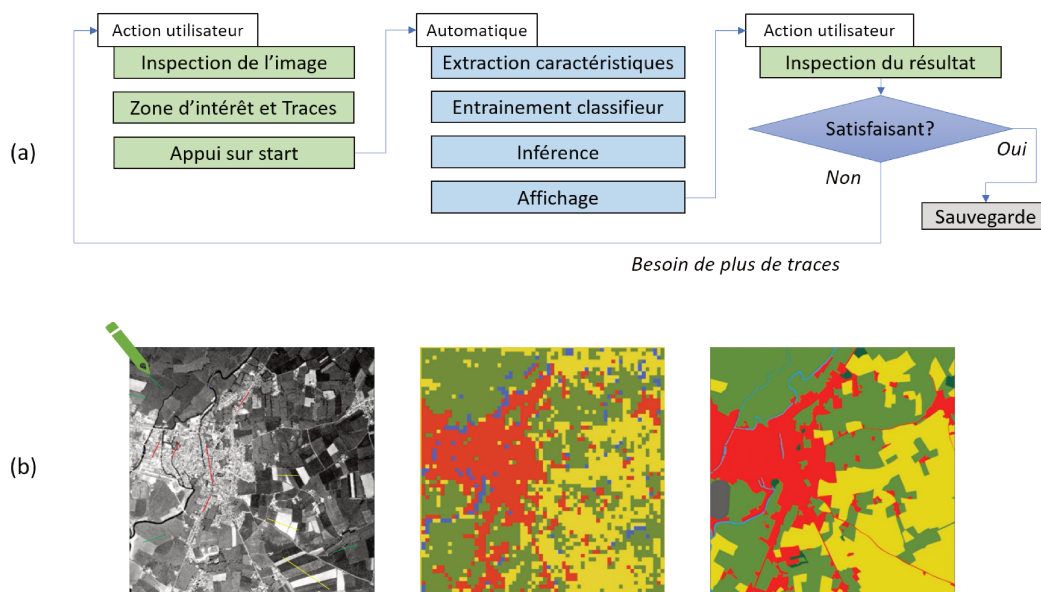 Action utilisateur
Inspection de l’image
Zone d’intérêt et Traces
Appui sur start
Automatique
Extraction caractéristiques
Entrainement classifieur
Inférence
Affichage
Action utilisateur
Inspection du résultat
Satisfaisant?
Oui
Non
Sauvegarde
Besoin de plus de traces
(a)
(b)